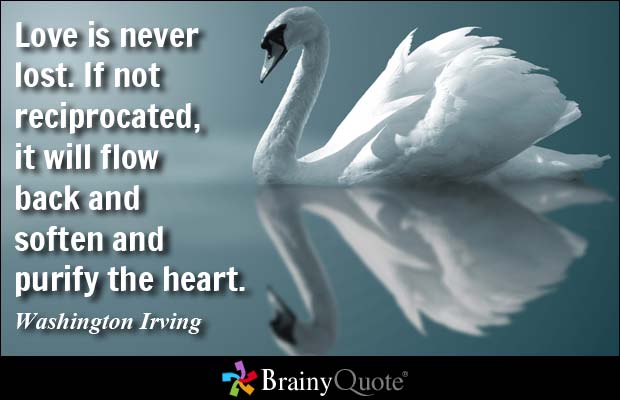 Love is never
lost. If not
reciprocated,
it will flow
back and
soften and
purify the heart.
Washington Irving
BrainyQuote®